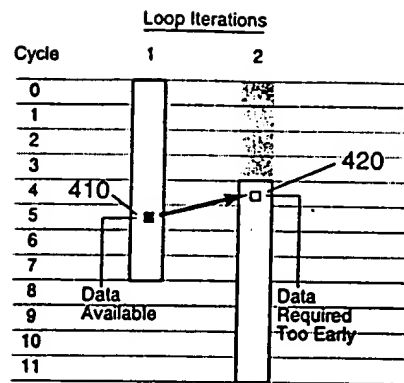 Loop Iterations
Cycle 1 2
0
1
2
3
4
410
420
5
6
7
8
Data
Available
Data
Required
Too Early
9
10
11